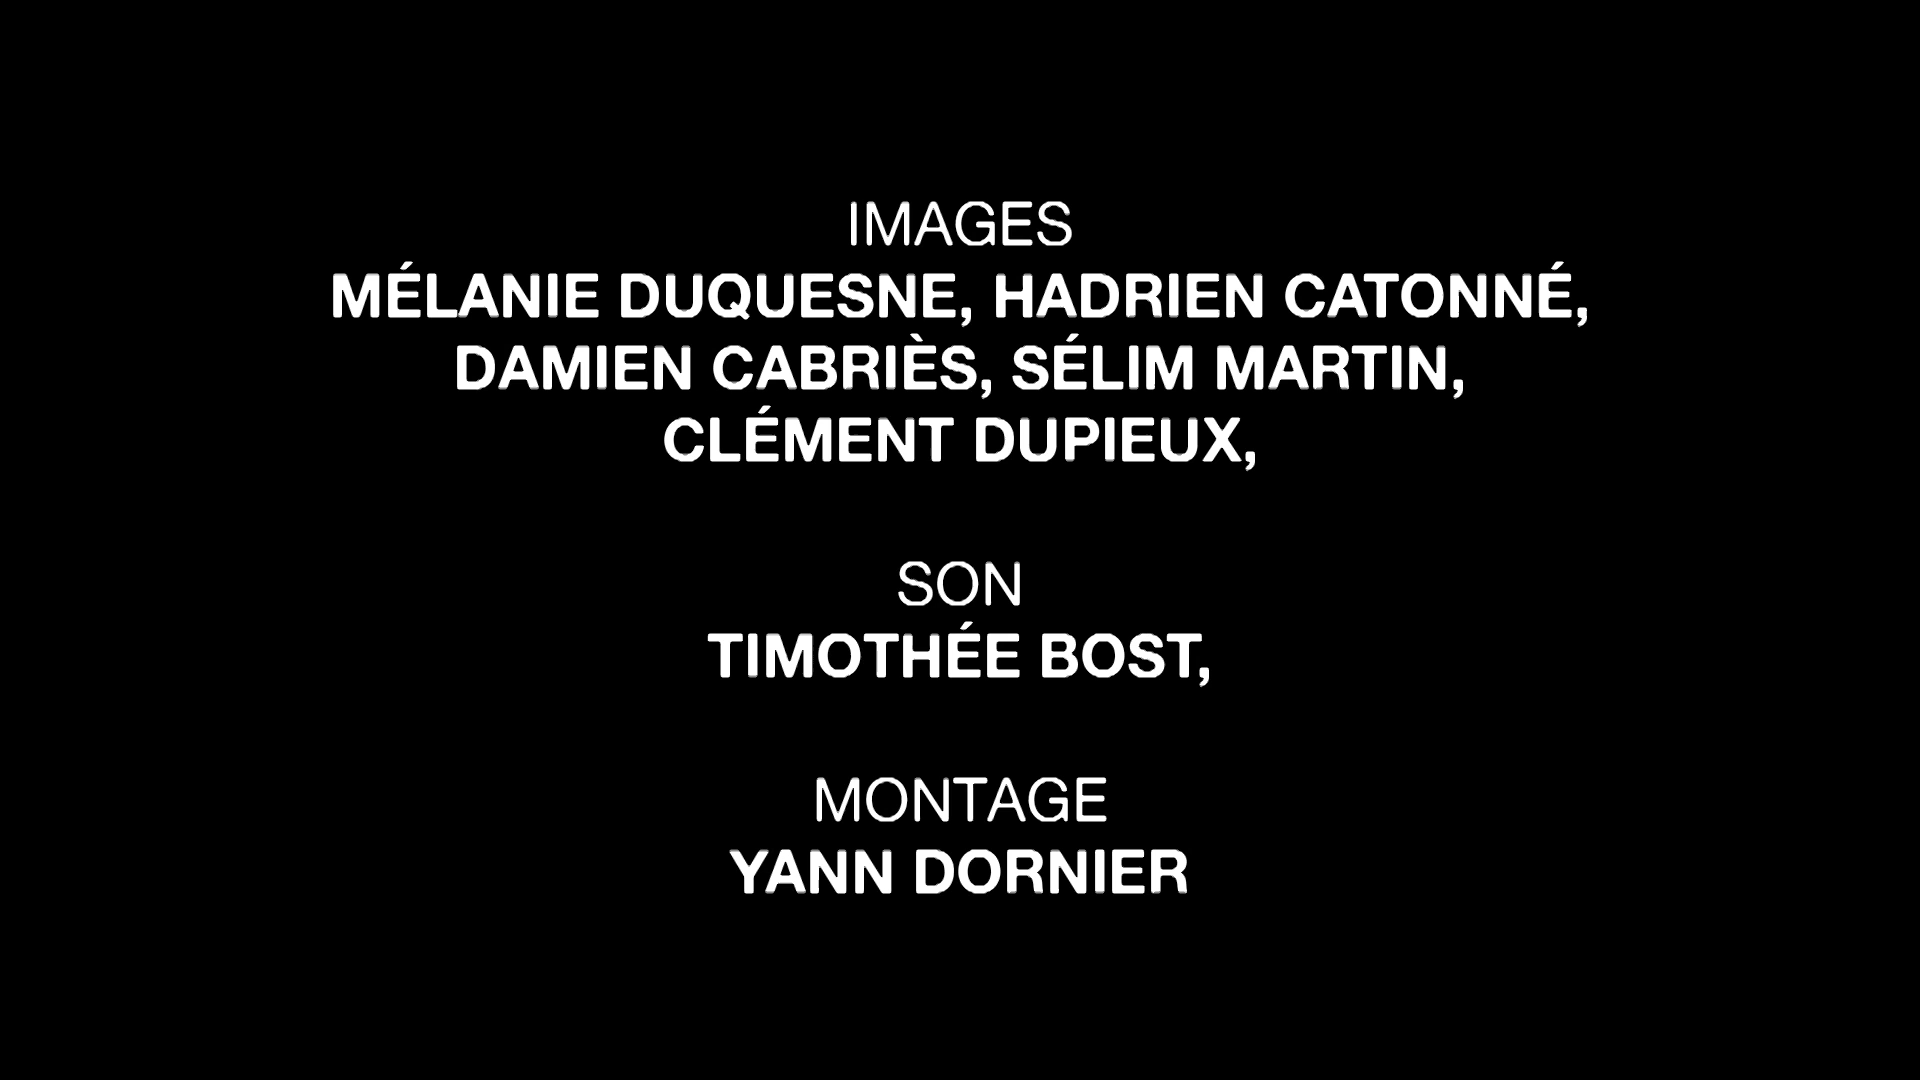 IMAGES
MÉLANIE DUQUESNE, HADRIEN CATONNÉ,
DAMIEN CABRIÈS, SÉLIM MARTIN,
CLÉMENT DUPIEUX,
SON
TIMOTHÉE BOST,
MONTAGE
YANN DORNIER